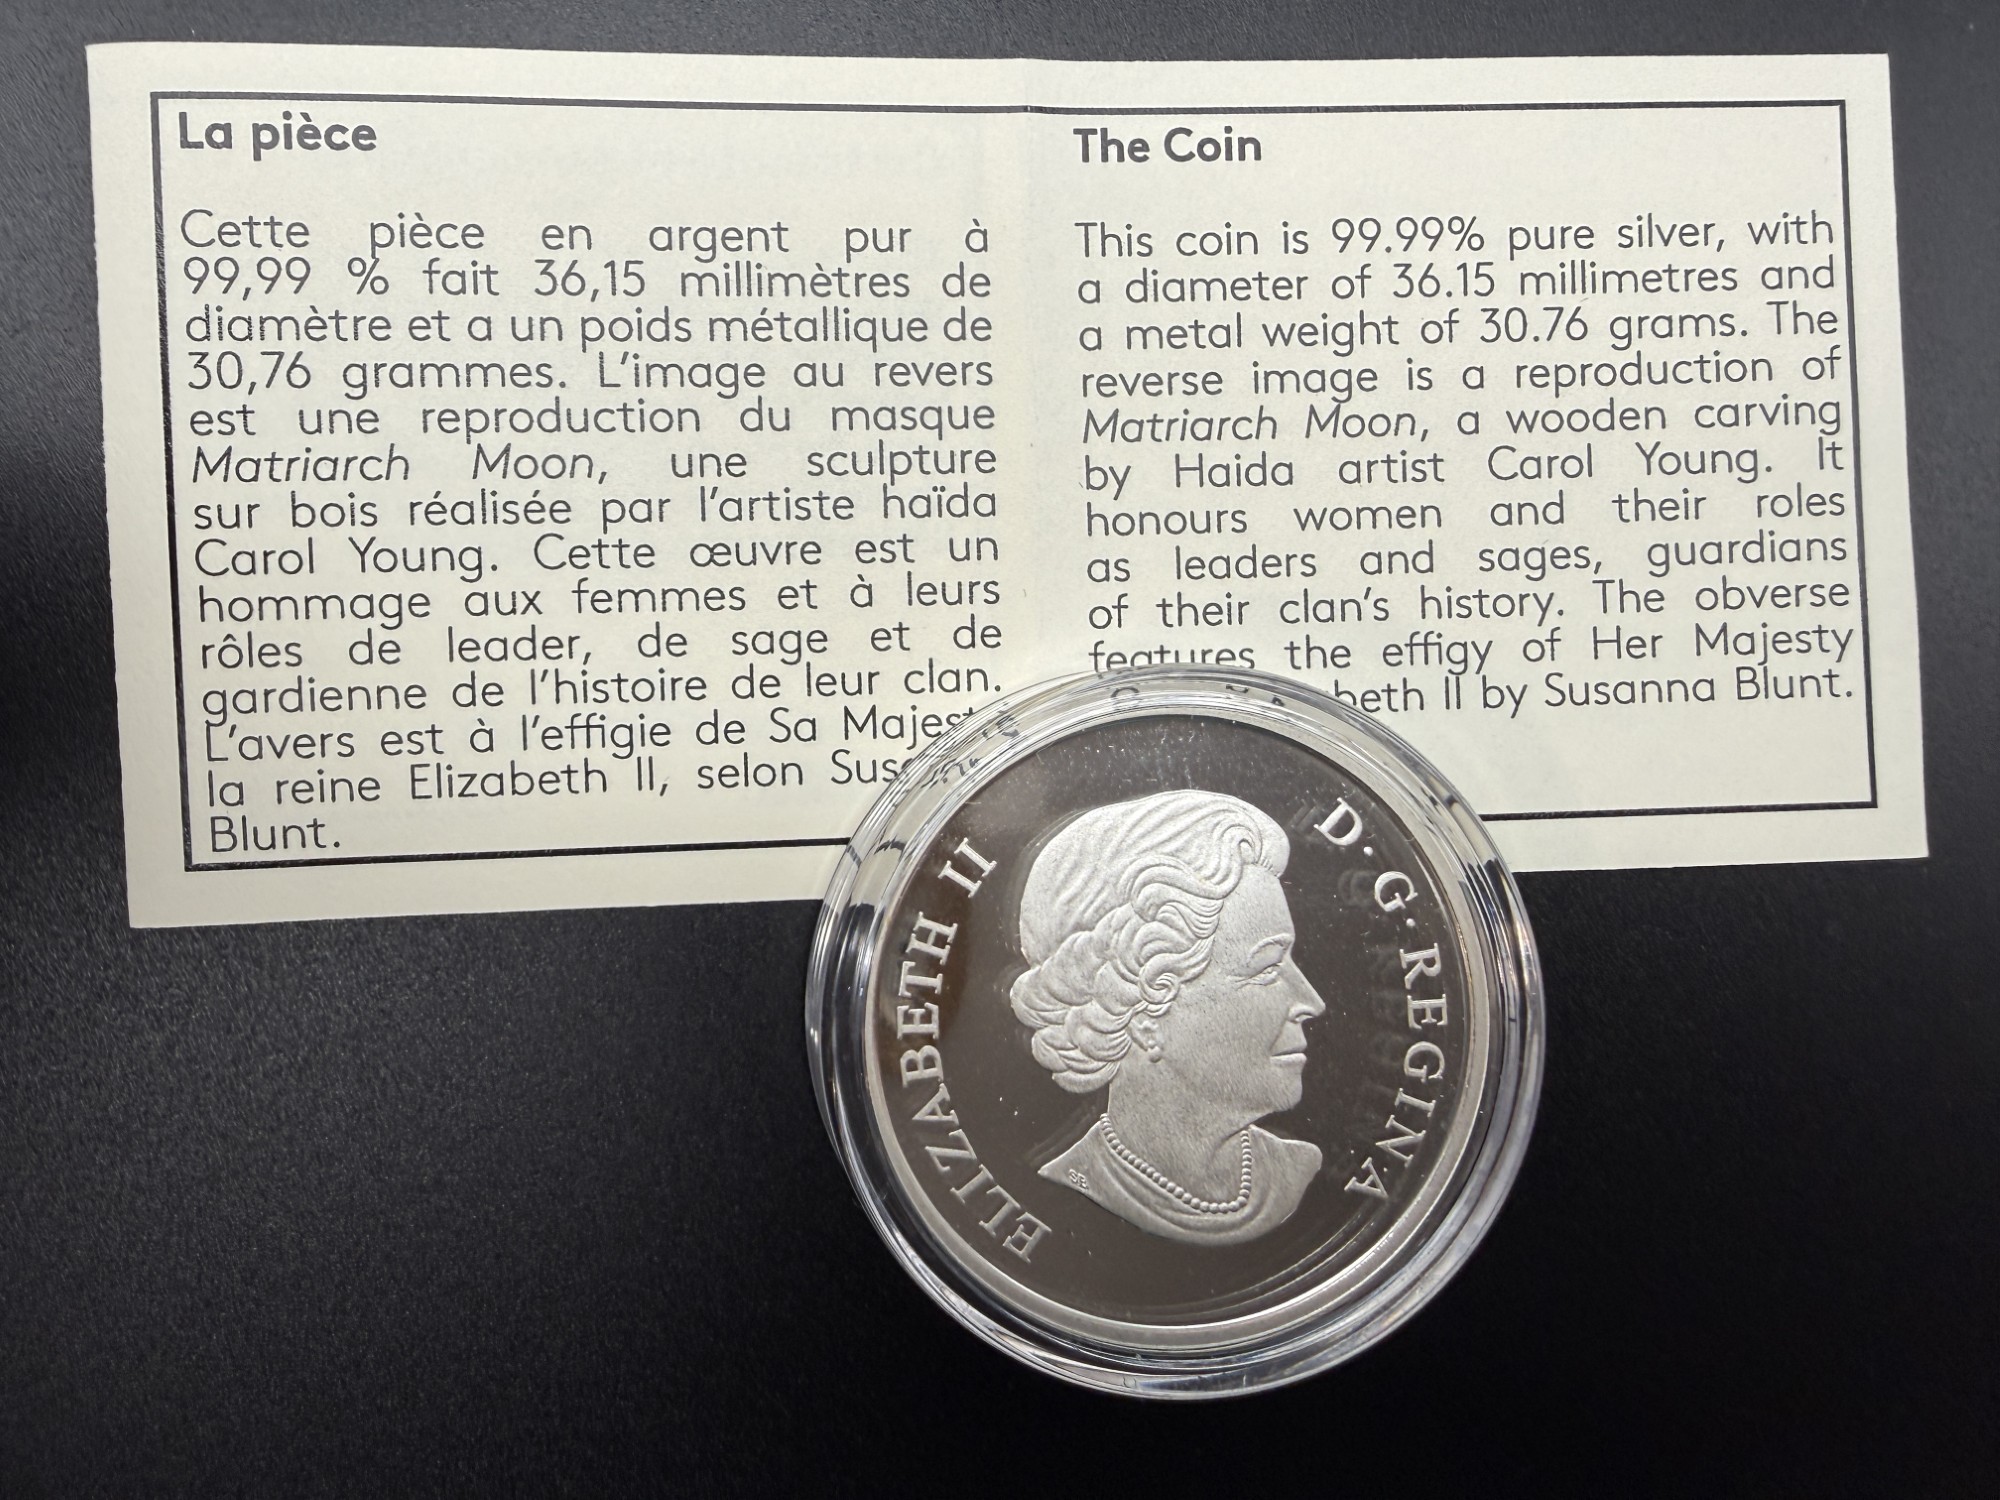 La pièce
Cette pièce en argent pur à
99,99 % fait 36,15 millimètres de
diamètre et a un poids métallique de
30,76 grammes. L'image au revers
est une reproduction du masque
Matriarch Moon, une sculpture
sur bois réalisée par l'artiste haïda
Carol Young. Cette œuvre est un
hommage aux femmes et à leurs
rôles de leader, de sage et de
gardienne de l'histoire de leur clan.
L'avers est à l'effigie de Sa
la reine Elizabeth II, selon
Blunt.
The Coin
This coin is 99.99% pure silver, with
a diameter of 36.15 millimetres and
a metal weight of 30.76 grams. The
reverse image is a reproduction of
Matriarch Moon, a wooden carving
by Haida artist Carol Young. It
honours women and their roles
as leaders and sages, guardians
of their clan's history. The obverse
features the effigy of Her Majesty
II by Susanna Blunt.
ELIZABETH II
D·G·REGINA
SB